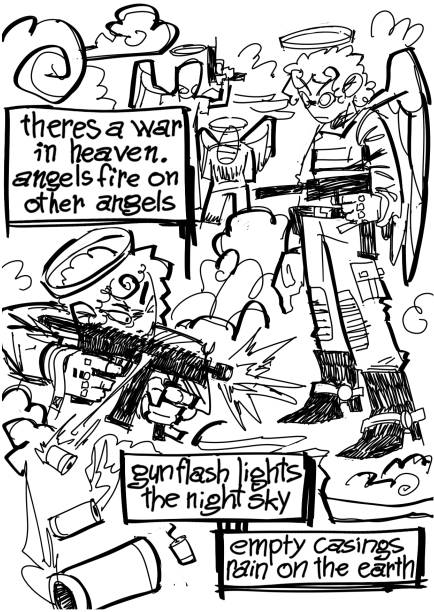 theres a war
in heaven.
angels fire on
other angels
gunflash lights
the night sky
empty casings
rain on the earth